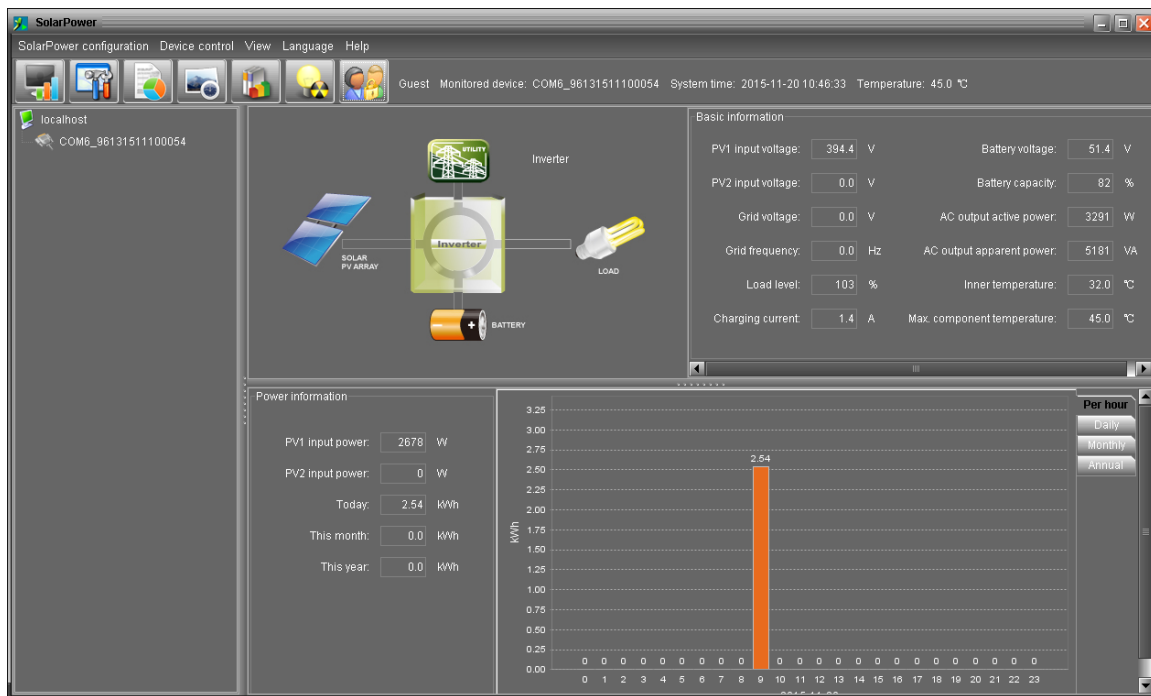 SolarPower
SolarPower configuration Device control View Language Help
Guest Monitored device: COM6_96131511100054 System time: 2015-11-20 10:46:33 Temperature: 45.0 ℃
localhost
COM6_96131511100054
UTILITY
Inverter
SOLAR
PV ARRAY
Inverter
LOAD
BATTERY
Basic information
PV1 input voltage: 394.4 V Battery voltage: 51.4 V
PV2 input voltage: 0.0 V Battery capacity: 82 %
Grid voltage: 0.0 V AC output active power: 3291 W
Grid frequency: 0.0 Hz AC output apparent power: 5181 VA
Load level: 103 % Inner temperature: 32.0 ℃
Charging current: 1.4 A Max. component temperature: 45.0 ℃
Power information
PV1 input power: 2678 W
PV2 input power: 0 W
Today: 2.54 kWh
This month: 0.0 kWh
This year: 0.0 kWh
kWh
3.25
3.00
2.75
2.50
2.25
2.00
1.75
1.50
1.25
1.00
0.75
0.50
0.25
0.00
2.54
0 0 0 0 0 0 0 0 0 0 0 0 0 0 0 0 0 0 0 0 0 0 0
0 1 2 3 4 5 6 7 8 9 10 11 12 13 14 15 16 17 18 19 20 21 22 23
Per hour
Daily
Monthly
Annual